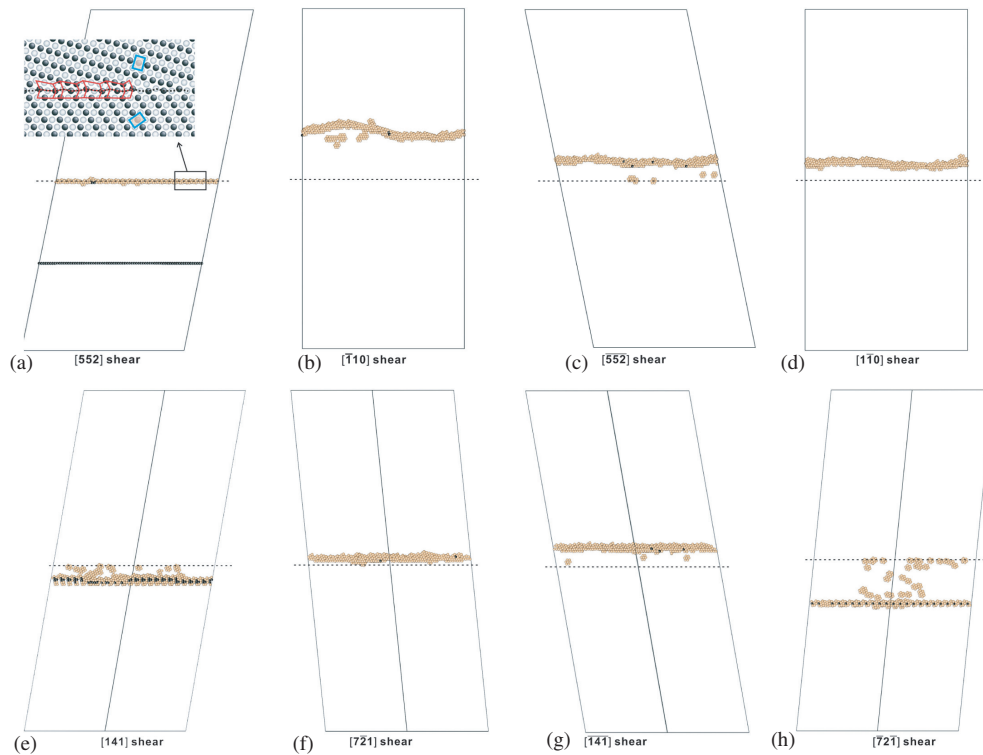 (a) [552] shear
(b) [1̄10] shear
(c) [5̄5̄2̄] shear
(d) [11̄0] shear
(e) [141] shear
(f) [72̄1] shear
(g) [1̄4̄1̄] shear
(h) [7̄21̄] shear